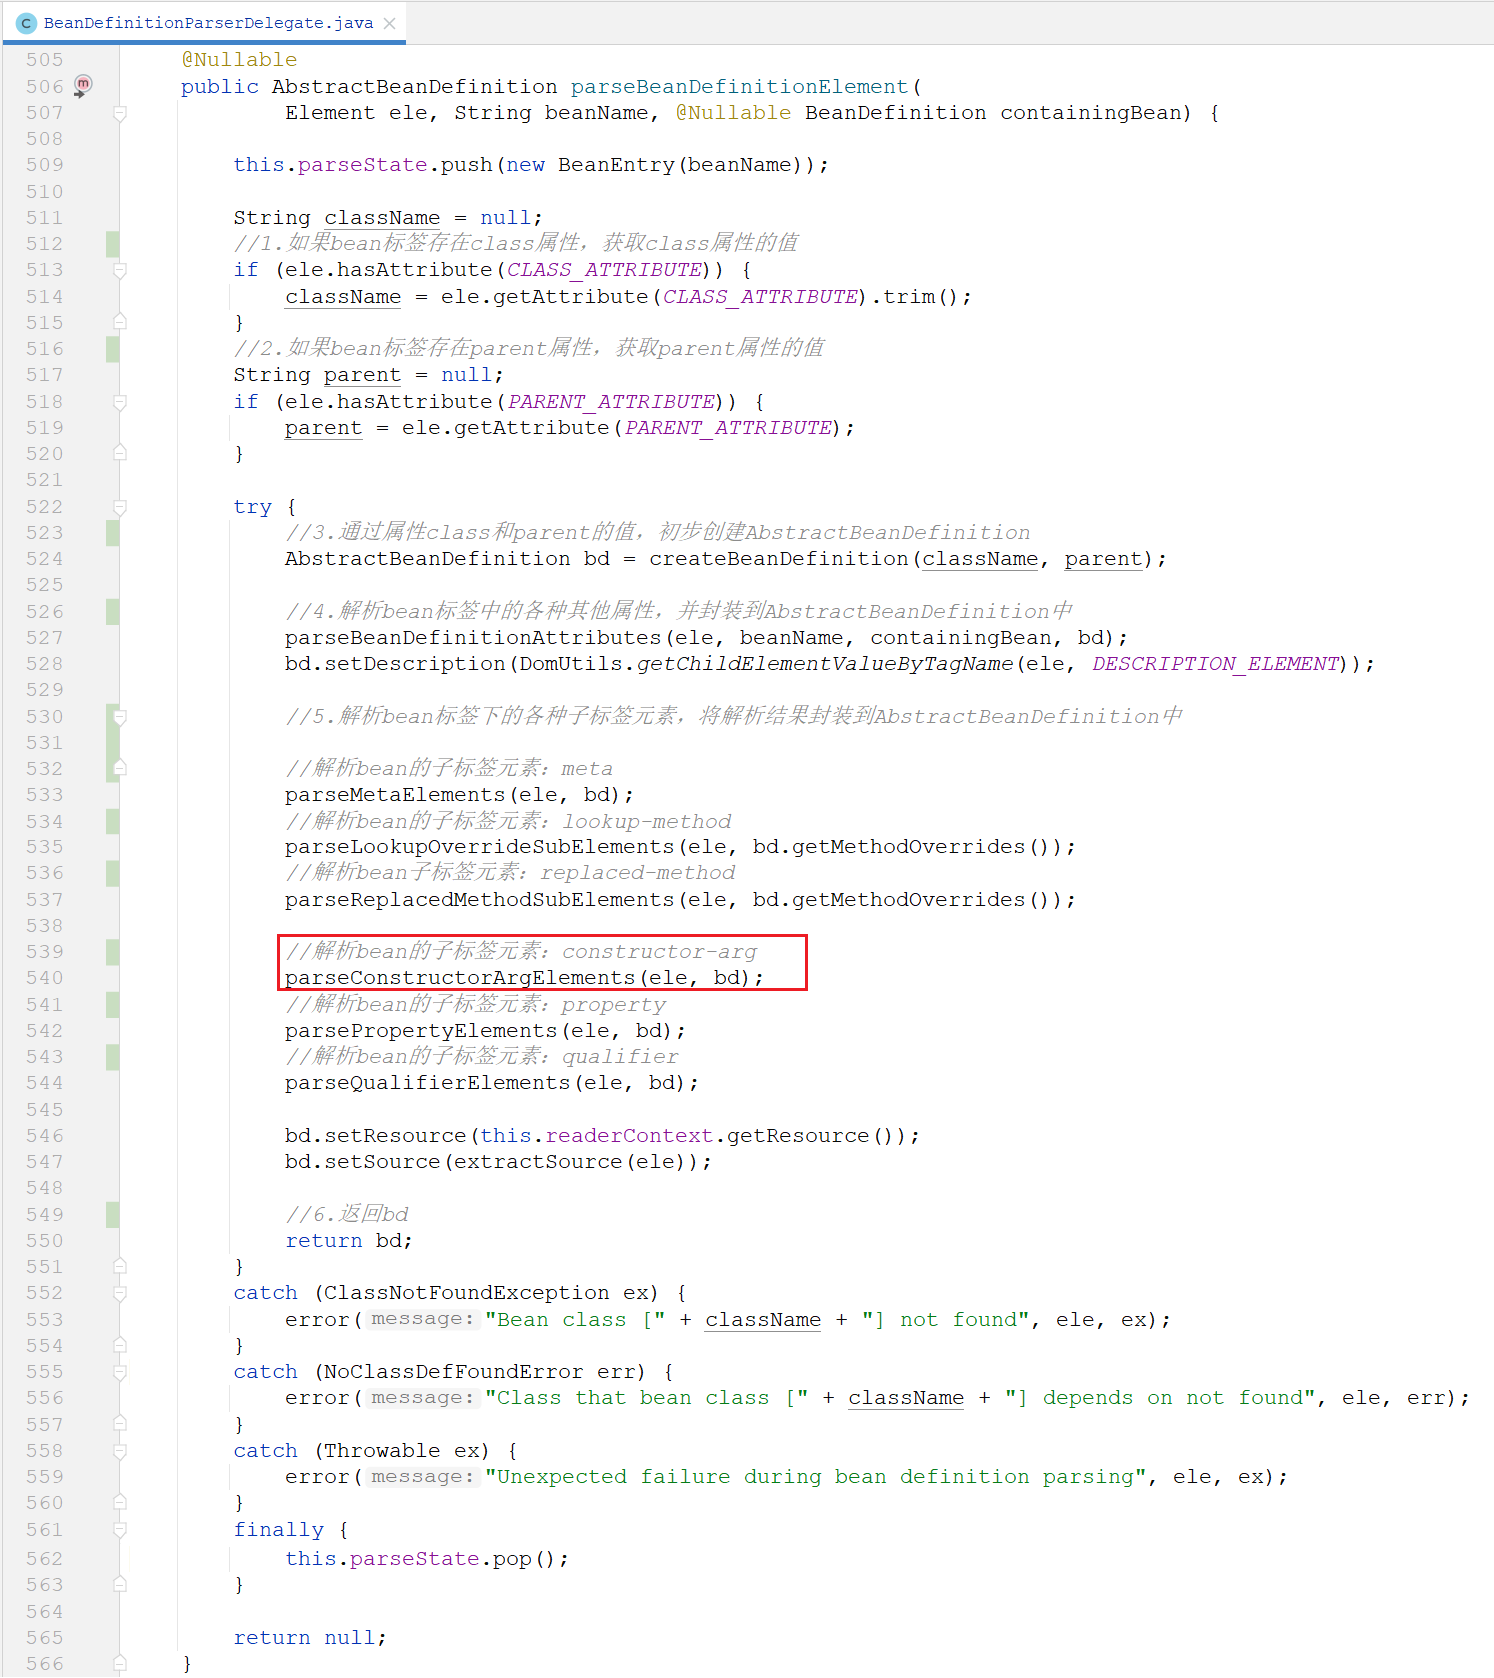 BeanDefinitionParserDelegate.java
505 @Nullable
506 public AbstractBeanDefinition parseBeanDefinitionElement(
507 Element ele, String beanName, @Nullable BeanDefinition containingBean) {
508
509 this.parseState.push(new BeanEntry(beanName));
510
511 String className = null;
512 //1.如果bean标签存在class属性，获取class属性的值
513 if (ele.hasAttribute(CLASS_ATTRIBUTE)) {
514 className = ele.getAttribute(CLASS_ATTRIBUTE).trim();
515 }
516 //2.如果bean标签存在parent属性，获取parent属性的值
517 String parent = null;
518 if (ele.hasAttribute(PARENT_ATTRIBUTE)) {
519 parent = ele.getAttribute(PARENT_ATTRIBUTE);
520 }
521
522 try {
523 //3.通过属性class和parent的值，初步创建AbstractBeanDefinition
524 AbstractBeanDefinition bd = createBeanDefinition(className, parent);
525
526 //4.解析bean标签中的各种其他属性，并封装到AbstractBeanDefinition中
527 parseBeanDefinitionAttributes(ele, beanName, containingBean, bd);
528 bd.setDescription(DomUtils.getChildElementValueByTagName(ele, DESCRIPTION_ELEMENT));
529
530 //5.解析bean标签下的各种子标签元素，将解析结果封装到AbstractBeanDefinition中
531
532 //解析bean的子标签元素：meta
533 parseMetaElements(ele, bd);
534 //解析bean的子标签元素：lookup-method
535 parseLookupOverrideSubElements(ele, bd.getMethodOverrides());
536 //解析bean子标签元素：replaced-method
537 parseReplacedMethodSubElements(ele, bd.getMethodOverrides());
538
539 //解析bean的子标签元素：constructor-arg
540 parseConstructorArgElements(ele, bd);
541 //解析bean的子标签元素：property
542 parsePropertyElements(ele, bd);
543 //解析bean的子标签元素：qualifier
544 parseQualifierElements(ele, bd);
545
546 bd.setResource(this.readerContext.getResource());
547 bd.setSource(extractSource(ele));
548
549 //6.返回bd
550 return bd;
551 }
552 catch (ClassNotFoundException ex) {
553 error( message: "Bean class [" + className + "] not found", ele, ex);
554 }
555 catch (NoClassDefFoundError err) {
556 error( message: "Class that bean class [" + className + "] depends on not found", ele, err);
557 }
558 catch (Throwable ex) {
559 error( message: "Unexpected failure during bean definition parsing", ele, ex);
560 }
561 finally {
562 this.parseState.pop();
563 }
564
565 return null;
566 }